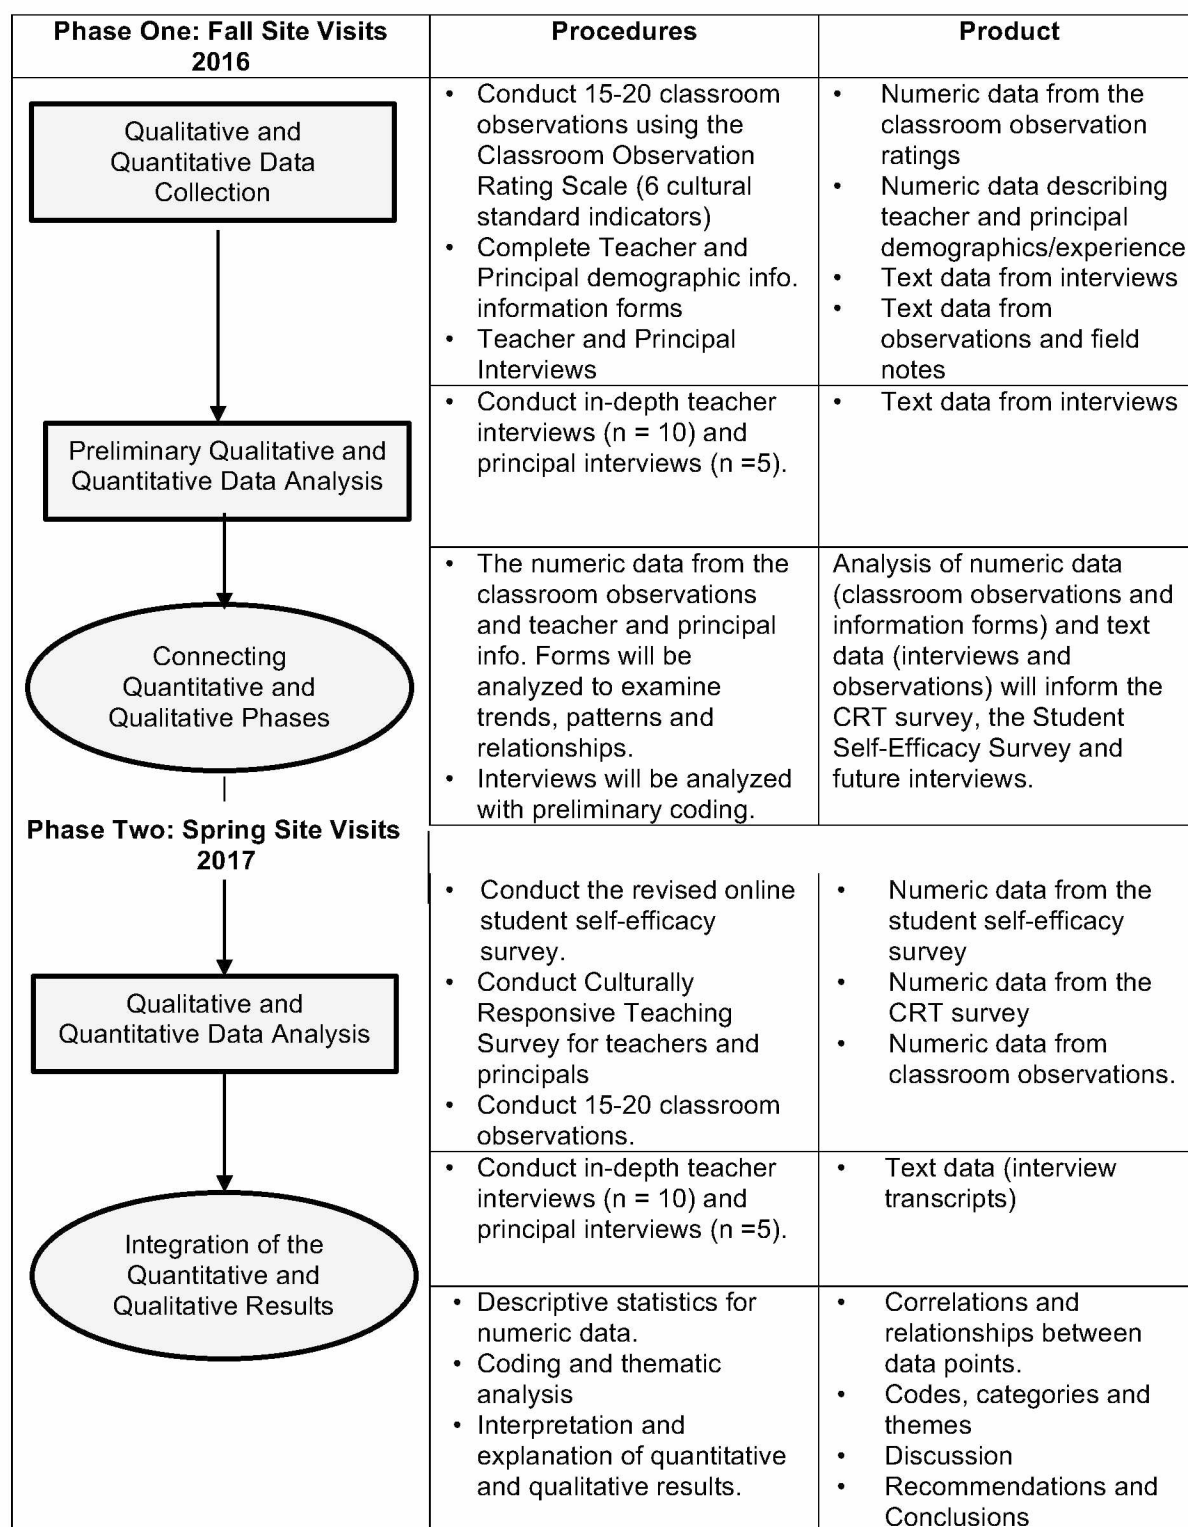 Phase One: Fall Site Visits
2016
Procedures
Product
Qualitative and
Quantitative Data
Collection
• Conduct 15-20 classroom
observations using the
Classroom Observation
Rating Scale (6 cultural
standard indicators)
• Complete Teacher and
Principal demographic info.
information forms
• Teacher and Principal
Interviews
• Numeric data from the
classroom observation
ratings
• Numeric data describing
teacher and principal
demographics/experience
• Text data from interviews
• Text data from
observations and field
notes
Preliminary Qualitative and
Quantitative Data Analysis
• Conduct in-depth teacher
interviews (n = 10) and
principal interviews (n =5).
• Text data from interviews
Connecting
Quantitative and
Qualitative Phases
• The numeric data from the
classroom observations
and teacher and principal
info. Forms will be
analyzed to examine
trends, patterns and
relationships.
• Interviews will be analyzed
with preliminary coding.
Analysis of numeric data
(classroom observations and
information forms) and text
data (interviews and
observations) will inform the
CRT survey, the Student
Self-Efficacy Survey and
future interviews.
Phase Two: Spring Site Visits
2017
Qualitative and
Quantitative Data Analysis
• Conduct the revised online
student self-efficacy
survey.
• Conduct Culturally
Responsive Teaching
Survey for teachers and
principals
• Conduct 15-20 classroom
observations.
• Numeric data from the
student self-efficacy
survey
• Numeric data from the
CRT survey
• Numeric data from
classroom observations.
• Conduct in-depth teacher
interviews (n = 10) and
principal interviews (n =5).
• Text data (interview
transcripts)
Integration of the
Quantitative and
Qualitative Results
• Descriptive statistics for
numeric data.
• Coding and thematic
analysis
• Interpretation and
explanation of quantitative
and qualitative results.
• Correlations and
relationships between
data points.
• Codes, categories and
themes
• Discussion
• Recommendations and
Conclusions